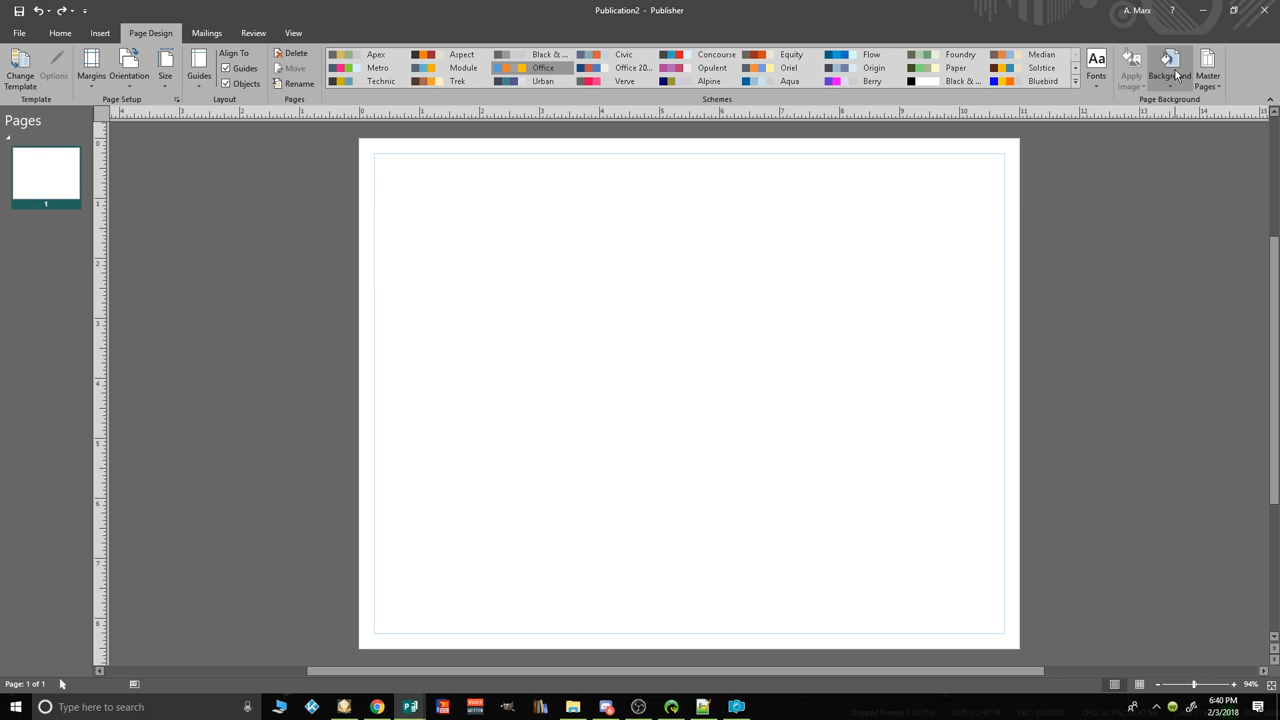 Publication2 - Publisher
A. Marx
?
File
Home
Insert
Page Design
Mailings
Review
View
Change
Template
Options
Template
Margins
Orientation
Size
Page Setup
Guides
Align To
Guides
Objects
Layout
Delete
Move
Rename
Pages
Apex
Aspect
Black & ...
Civic
Concourse
Equity
Flow
Foundry
Median
Metro
Module
Office
Office 20...
Opulent
Oriel
Origin
Paper
Solstice
Technic
Trek
Urban
Verve
Alpine
Aqua
Berry
Black & ...
Bluebird
Schemes
Aa
Fonts
Apply
Image
Background
Master
Pages
Page Background
Pages
1
Page: 1 of 1
94%
Type here to search
6:40 PM
2/3/2018